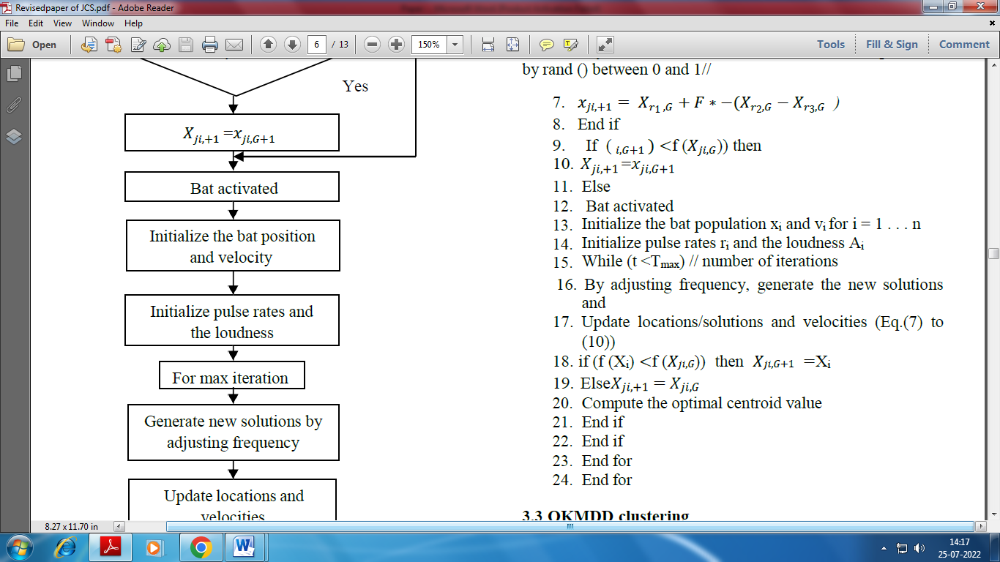 Revisedpaper of JCS.pdf - Adobe Reader
File Edit View Window Help
Open 6 / 13 150% Tools Fill & Sign Comment
Yes
X_{ji,+1} =x_{ji,G+1}
Bat activated
Initialize the bat position
and velocity
Initialize pulse rates and
the loudness
For max iteration
Generate new solutions by
adjusting frequency
Update locations and
velocities
by rand () between 0 and 1//
7. x_{ji,+1} = X_{r_1,G} + F * −(X_{r_2,G} − X_{r_3,G} )
8. End if
9. If ( _{i,G+1} ) <f (X_{ji,G})) then
10. X_{ji,+1} =x_{ji,G+1}
11. Else
12. Bat activated
13. Initialize the bat population x_i and v_i for i = 1 . . . n
14. Initialize pulse rates r_i and the loudness A_i
15. While (t <T_{max}) // number of iterations
16. By adjusting frequency, generate the new solutions
and
17. Update locations/solutions and velocities (Eq.(7) to
(10))
18. if (f (X_i) <f (X_{ji,G})) then X_{ji,G+1} =X_i
19. ElseX_{ji,+1} = X_{ji,G}
20. Compute the optimal centroid value
21. End if
22. End if
23. End for
24. End for
3.3 OKMDD clustering
8.27 x 11.70 in
14:17
25-07-2022